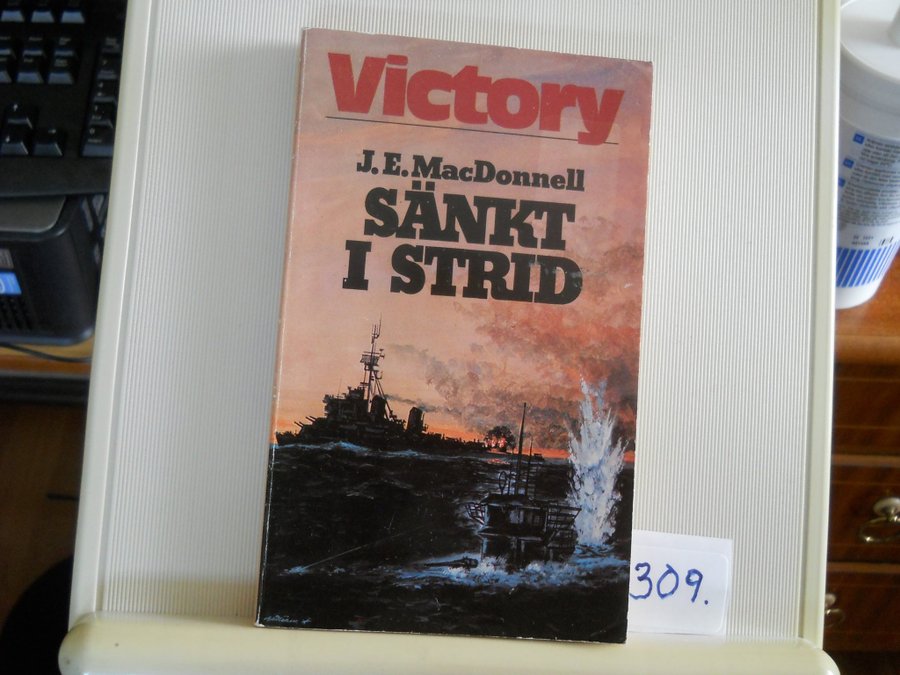 Victory
J. E. MacDonnell
SÄNKT
I STRID
309.